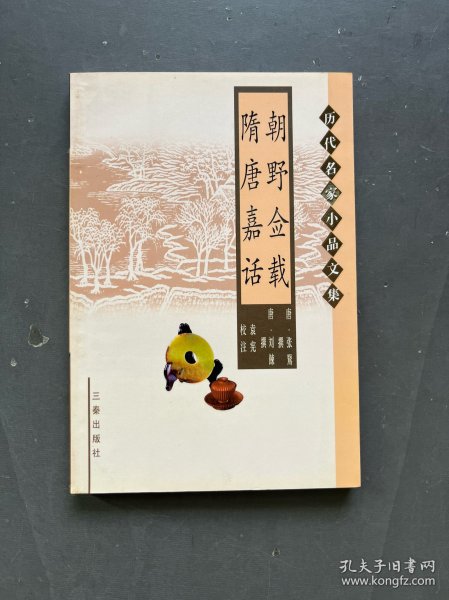 历代名家小品文集
朝野佥载
隋唐嘉话
唐·张鷟撰
唐·刘餗撰
袁宪
校注
三秦出版社
孔夫子旧书网
www.kongfz.com